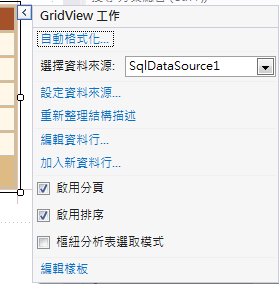 GridView 工作
自動格式化...
選擇資料來源: SqlDataSource1
設定資料來源...
重新整理結構描述
編輯資料行...
加入新資料行...
啟用分頁
啟用排序
樞紐分析表選取模式
編輯樣板